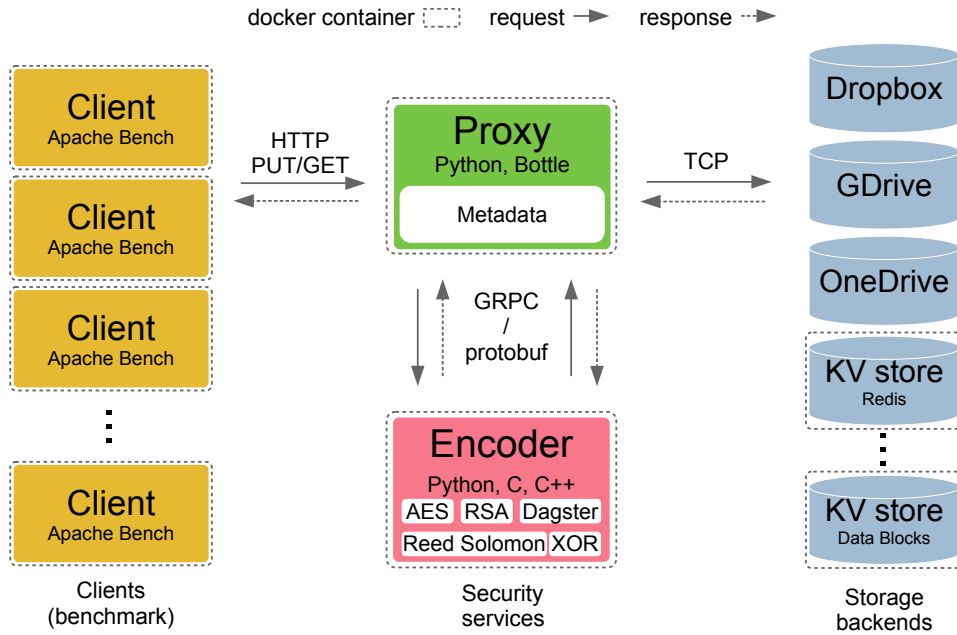 docker container request response
Client
Apache Bench
Client
Apache Bench
Client
Apache Bench
Client
Apache Bench
Clients
(benchmark)
HTTP
PUT/GET
Proxy
Python, Bottle
Metadata
GRPC
/
protobuf
Encoder
Python, C, C++
AES RSA Dagster
Reed Solomon XOR
Security
services
TCP
Dropbox
GDrive
OneDrive
KV store
Redis
KV store
Data Blocks
Storage
backends